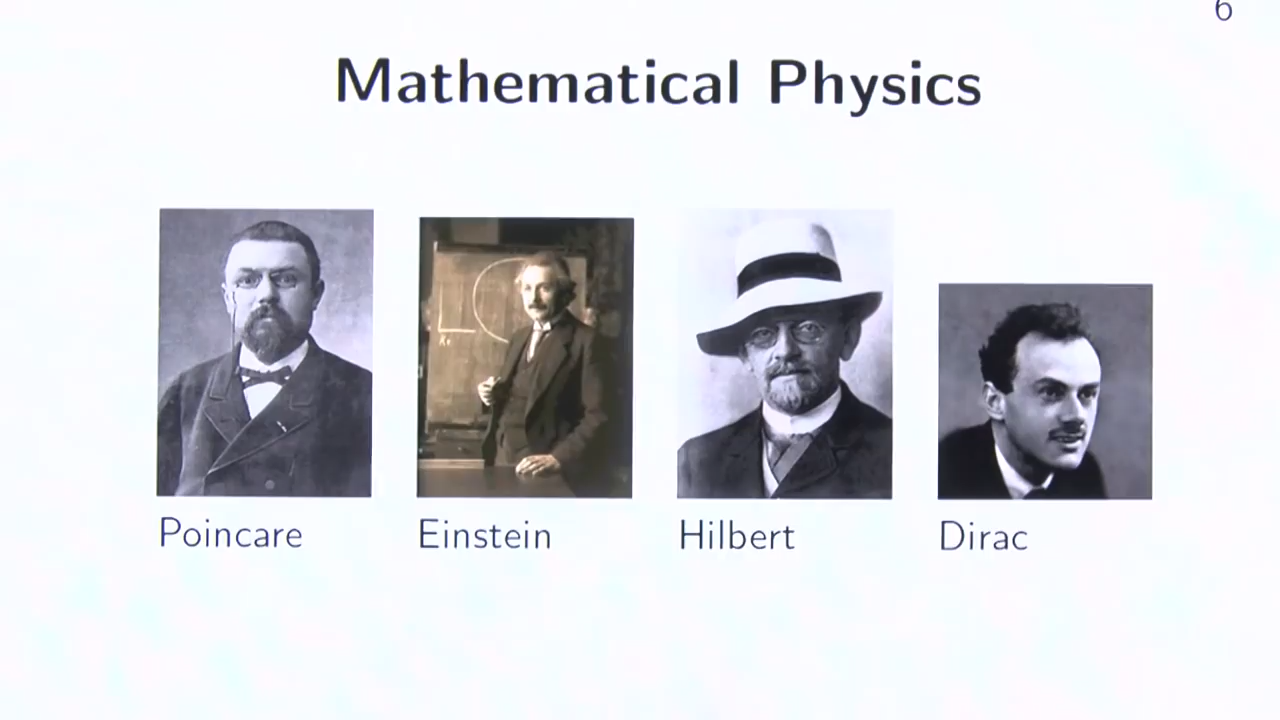 6
Mathematical Physics
Poincare
Einstein
Hilbert
Dirac